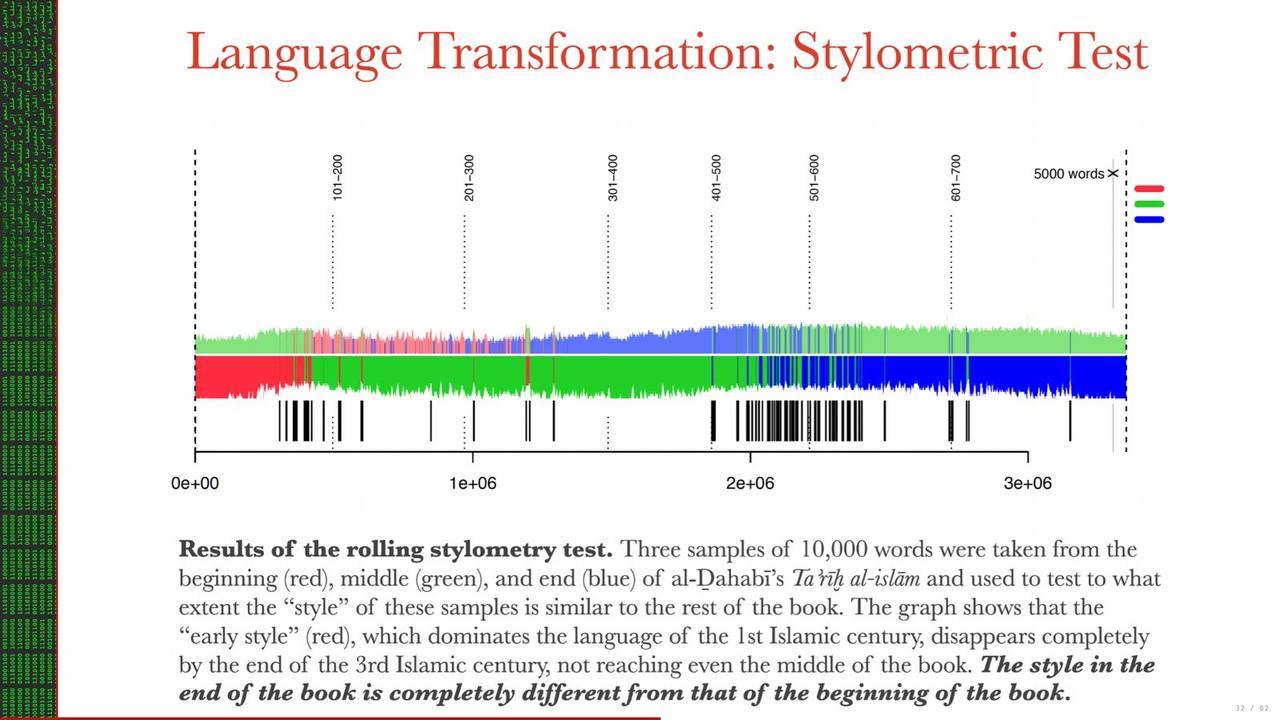 Language Transformation: Stylometric Test
101–200
201–300
301–400
401–500
501–600
601–700
5000 words
0e+00
1e+06
2e+06
3e+06
Results of the rolling stylometry test. Three samples of 10,000 words were taken from the
beginning (red), middle (green), and end (blue) of al-Ḏahabī’s Taʾrīḫ al-islām and used to test to what
extent the “style” of these samples is similar to the rest of the book. The graph shows that the
“early style” (red), which dominates the language of the 1st Islamic century, disappears completely
by the end of the 3rd Islamic century, not reaching even the middle of the book. The style in the
end of the book is completely different from that of the beginning of the book.
32 / 62